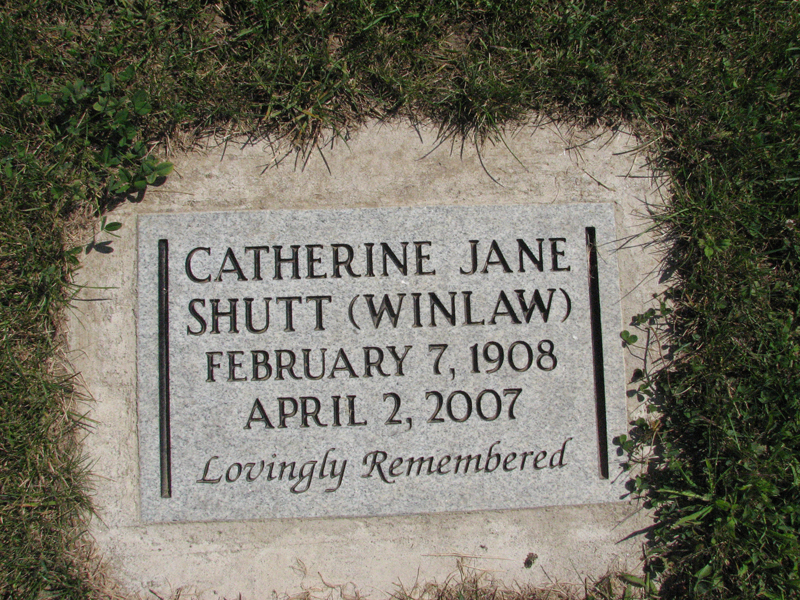 CATHERINE JANE
SHUTT (WINLAW)
FEBRUARY 7, 1908
APRIL 2, 2007
Lovingly Remembered